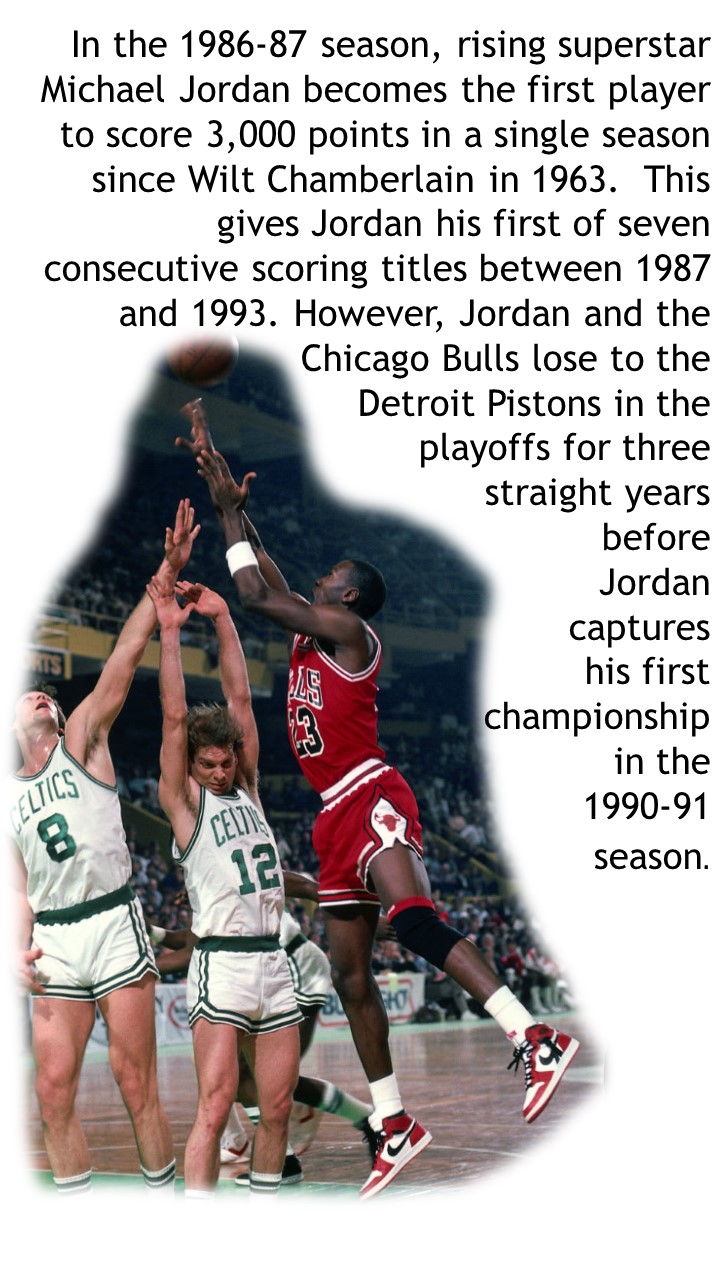 In the 1986-87 season, rising superstar
Michael Jordan becomes the first player
to score 3,000 points in a single season
since Wilt Chamberlain in 1963.  This
gives Jordan his first of seven
consecutive scoring titles between 1987
and 1993. However, Jordan and the
Chicago Bulls lose to the
Detroit Pistons in the
playoffs for three
straight years
before
Jordan
captures
his first
championship
in the
1990-91
season.
LLS
23
CELTICS
8
CELTICS
12